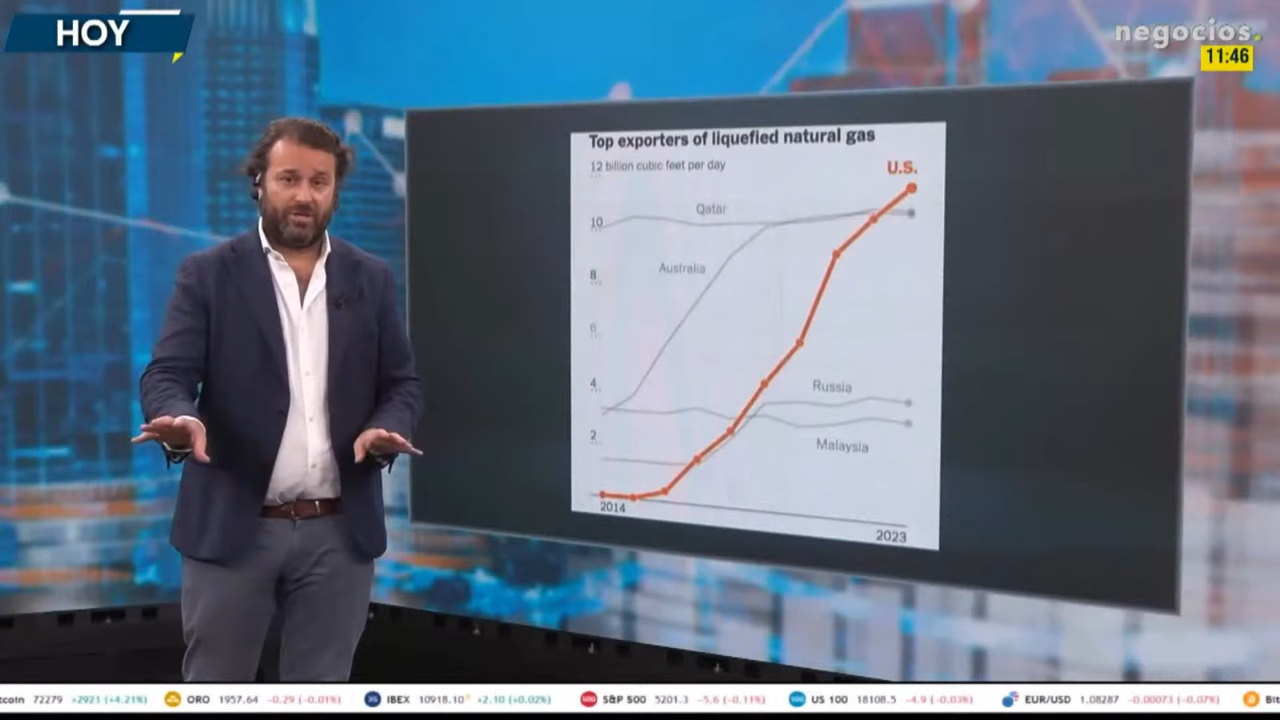 HOY
negocios.
11:46
Top exporters of liquefied natural gas
12 billion cubic feet per day
U.S.
Qatar
10
Australia
8
6
4
Russia
2
Malaysia
2014
2023
tcoin 72279 +2921 (+4.21%) ORO 1957.64 -0.29 (-0.01%) IBEX 10918.10 +2.10 (+0.02%) S&P 500 5201.3 -5.6 (-0.11%) US 100 18108.5 -4.9 (-0.03%) EUR/USD 1.08287 -0.00073 (-0.07%)